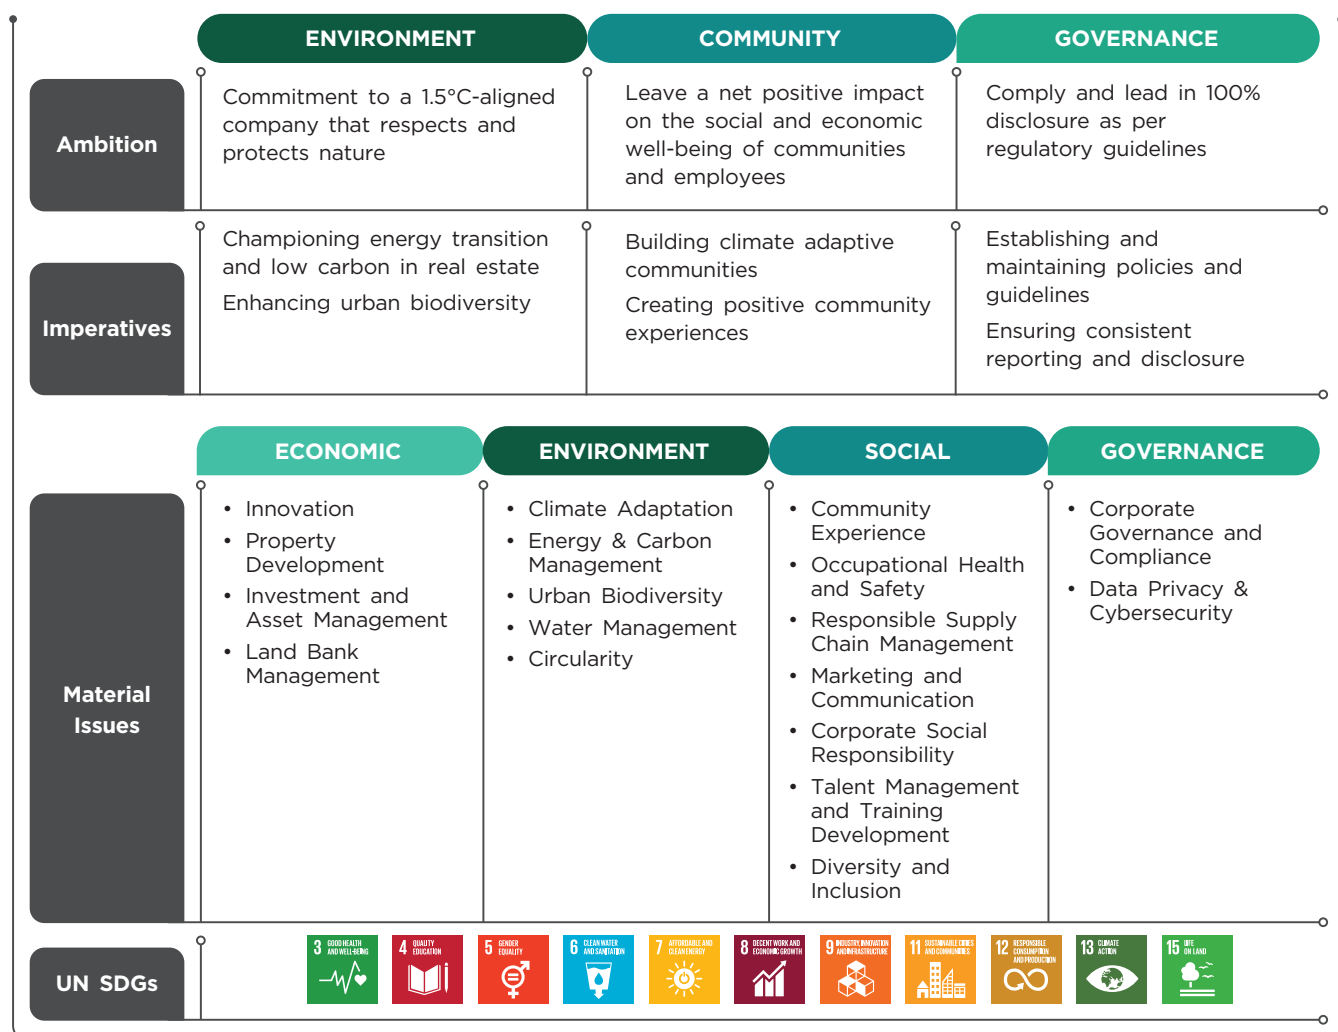 ENVIRONMENT
COMMUNITY
GOVERNANCE
Ambition
Commitment to a 1.5°C-aligned
company that respects and
protects nature
Leave a net positive impact
on the social and economic
well-being of communities
and employees
Comply and lead in 100%
disclosure as per
regulatory guidelines
Imperatives
Championing energy transition
and low carbon in real estate
Enhancing urban biodiversity
Building climate adaptive
communities
Creating positive community
experiences
Establishing and
maintaining policies and
guidelines
Ensuring consistent
reporting and disclosure
ECONOMIC
ENVIRONMENT
SOCIAL
GOVERNANCE
Material
Issues
• Innovation
• Property
Development
• Investment and
Asset Management
• Land Bank
Management
• Climate Adaptation
• Energy & Carbon
Management
• Urban Biodiversity
• Water Management
• Circularity
• Community
Experience
• Occupational Health
and Safety
• Responsible Supply
Chain Management
• Marketing and
Communication
• Corporate Social
Responsibility
• Talent Management
and Training
Development
• Diversity and
Inclusion
• Corporate
Governance and
Compliance
• Data Privacy &
Cybersecurity
UN SDGs
3 GOOD HEALTH
AND WELL-BEING
4 QUALITY
EDUCATION
5 GENDER
EQUALITY
6 CLEAN WATER
AND SANITATION
7 AFFORDABLE AND
CLEAN ENERGY
8 DECENT WORK AND
ECONOMIC GROWTH
9 INDUSTRY, INNOVATION
AND INFRASTRUCTURE
11 SUSTAINABLE CITIES
AND COMMUNITIES
12 RESPONSIBLE
CONSUMPTION
AND PRODUCTION
13 CLIMATE
ACTION
15 LIFE
ON LAND